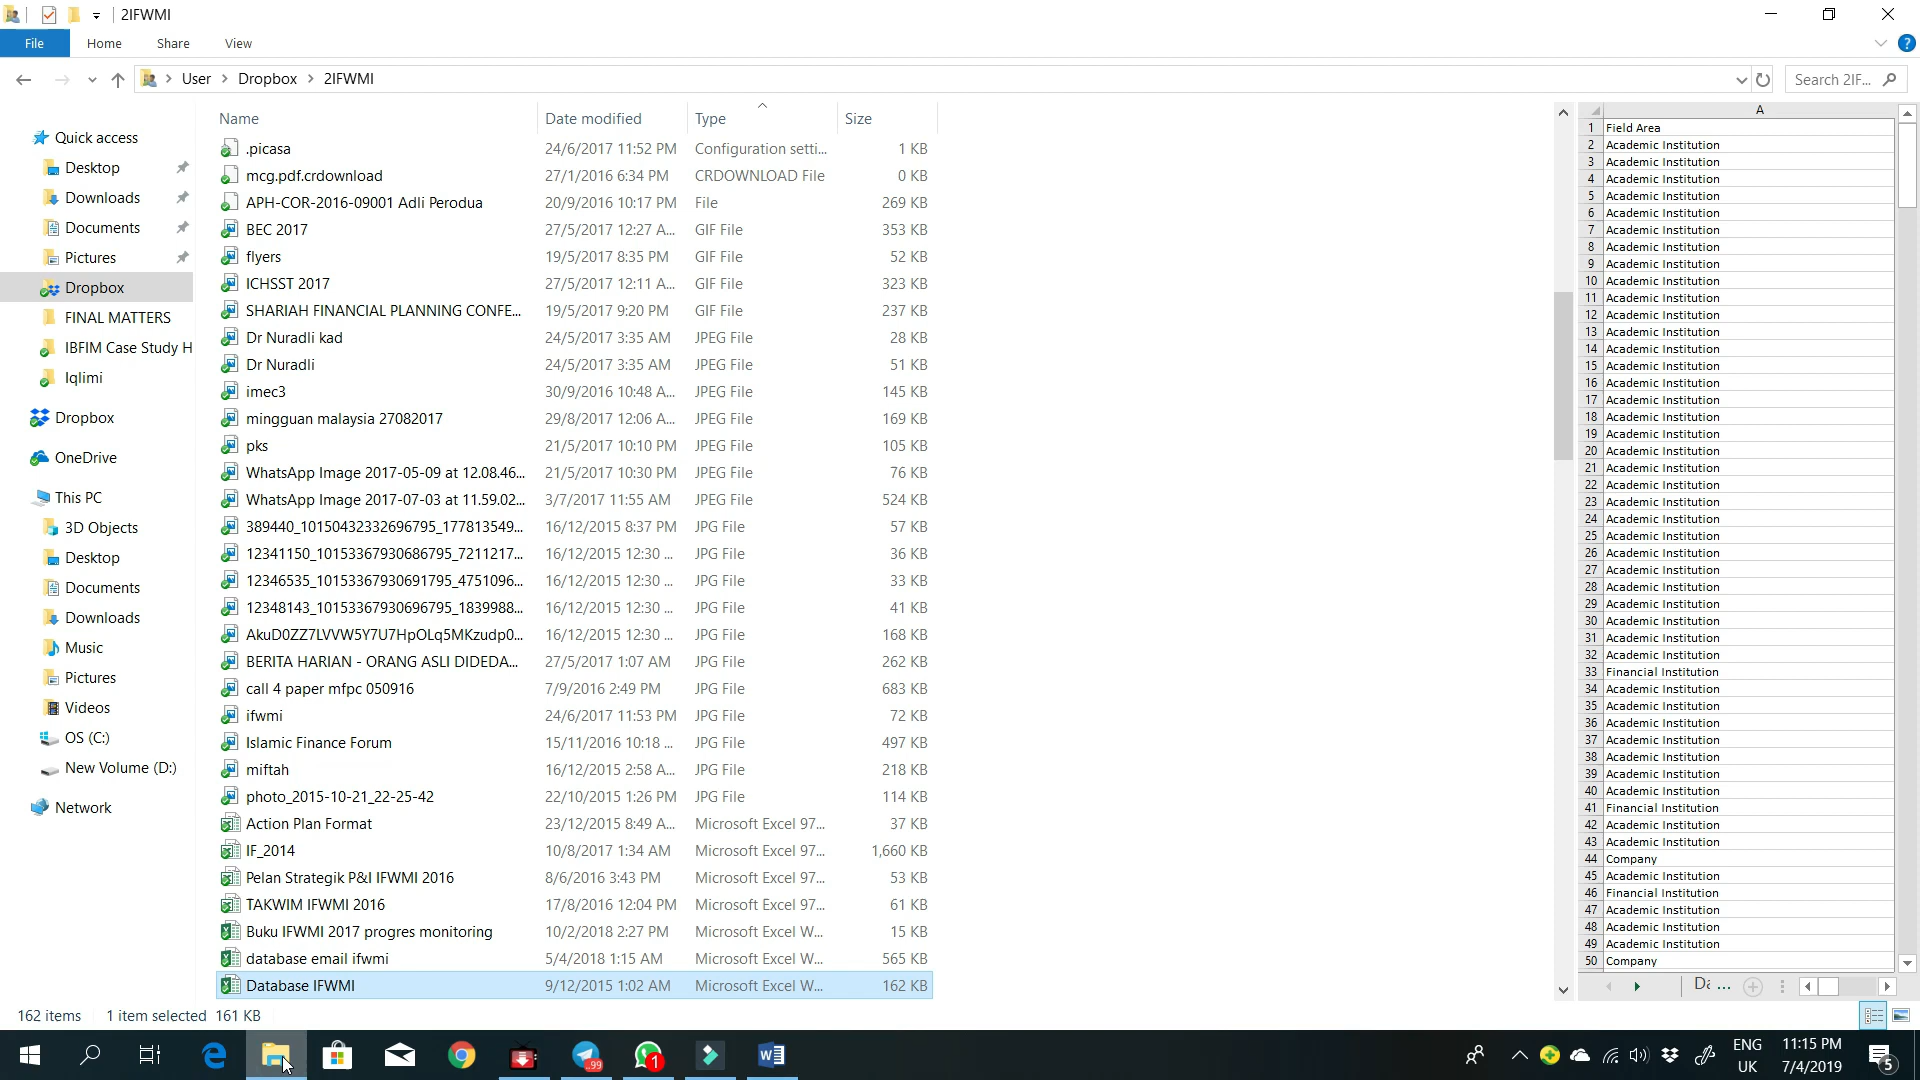 2IFWMI
File Home Share View
User Dropbox 2IFWMI
Search 2IF...
Name Date modified Type Size
Quick access
Desktop
Downloads
Documents
Pictures
Dropbox
FINAL MATTERS
IBFIM Case Study H
Iqlimi
Dropbox
OneDrive
This PC
3D Objects
Desktop
Documents
Downloads
Music
Pictures
Videos
OS (C:)
New Volume (D:)
Network
.picasa 24/6/2017 11:52 PM Configuration setti... 1 KB
mcg.pdf.crdownload 27/1/2016 6:34 PM CRDOWNLOAD File 0 KB
APH-COR-2016-09001 Adli Perodua 20/9/2016 10:17 PM File 269 KB
BEC 2017 27/5/2017 12:27 A... GIF File 353 KB
flyers 19/5/2017 8:35 PM GIF File 52 KB
ICHSST 2017 27/5/2017 12:11 A... GIF File 323 KB
SHARIAH FINANCIAL PLANNING CONFE... 19/5/2017 9:20 PM GIF File 237 KB
Dr Nuradli kad 24/5/2017 3:35 AM JPEG File 28 KB
Dr Nuradli 24/5/2017 3:35 AM JPEG File 51 KB
imec3 30/9/2016 10:48 A... JPEG File 145 KB
mingguan malaysia 27082017 29/8/2017 12:06 A... JPEG File 169 KB
pks 21/5/2017 10:10 PM JPEG File 105 KB
WhatsApp Image 2017-05-09 at 12.08.46... 21/5/2017 10:30 PM JPEG File 76 KB
WhatsApp Image 2017-07-03 at 11.59.02... 3/7/2017 11:55 AM JPEG File 524 KB
389440_10150432332696795_177813549... 16/12/2015 8:37 PM JPG File 57 KB
12341150_10153367930686795_7211217... 16/12/2015 12:30 ... JPG File 36 KB
12346535_10153367930691795_4751096... 16/12/2015 12:30 ... JPG File 33 KB
12348143_10153367930696795_1839988... 16/12/2015 12:30 ... JPG File 41 KB
AkuD0ZZ7LVVW5Y7U7HpOLq5MKzudp0... 16/12/2015 12:30 ... JPG File 168 KB
BERITA HARIAN - ORANG ASLI DIDEDA... 27/5/2017 1:07 AM JPG File 262 KB
call 4 paper mfpc 050916 7/9/2016 2:49 PM JPG File 683 KB
ifwmi 24/6/2017 11:53 PM JPG File 72 KB
Islamic Finance Forum 15/11/2016 10:18 ... JPG File 497 KB
miftah 16/12/2015 2:58 A... JPG File 218 KB
photo_2015-10-21_22-25-42 22/10/2015 1:26 PM JPG File 114 KB
Action Plan Format 23/12/2015 8:49 A... Microsoft Excel 97... 37 KB
IF_2014 10/8/2017 1:34 AM Microsoft Excel 97... 1,660 KB
Pelan Strategik P&I IFWMI 2016 8/6/2016 3:43 PM Microsoft Excel 97... 53 KB
TAKWIM IFWMI 2016 17/8/2016 12:04 PM Microsoft Excel 97... 61 KB
Buku IFWMI 2017 progres monitoring 10/2/2018 2:27 PM Microsoft Excel W... 15 KB
database email ifwmi 5/4/2018 1:15 AM Microsoft Excel W... 565 KB
Database IFWMI 9/12/2015 1:02 AM Microsoft Excel W... 162 KB
A
1 Field Area
2 Academic Institution
3 Academic Institution
4 Academic Institution
5 Academic Institution
6 Academic Institution
7 Academic Institution
8 Academic Institution
9 Academic Institution
10 Academic Institution
11 Academic Institution
12 Academic Institution
13 Academic Institution
14 Academic Institution
15 Academic Institution
16 Academic Institution
17 Academic Institution
18 Academic Institution
19 Academic Institution
20 Academic Institution
21 Academic Institution
22 Academic Institution
23 Academic Institution
24 Academic Institution
25 Academic Institution
26 Academic Institution
27 Academic Institution
28 Academic Institution
29 Academic Institution
30 Academic Institution
31 Academic Institution
32 Academic Institution
33 Financial Institution
34 Academic Institution
35 Academic Institution
36 Academic Institution
37 Academic Institution
38 Academic Institution
39 Academic Institution
40 Academic Institution
41 Financial Institution
42 Academic Institution
43 Academic Institution
44 Company
45 Academic Institution
46 Financial Institution
47 Academic Institution
48 Academic Institution
49 Academic Institution
50 Company
Da ...
162 items 1 item selected 161 KB
..99
1
ENG
UK
11:15 PM
7/4/2019
5